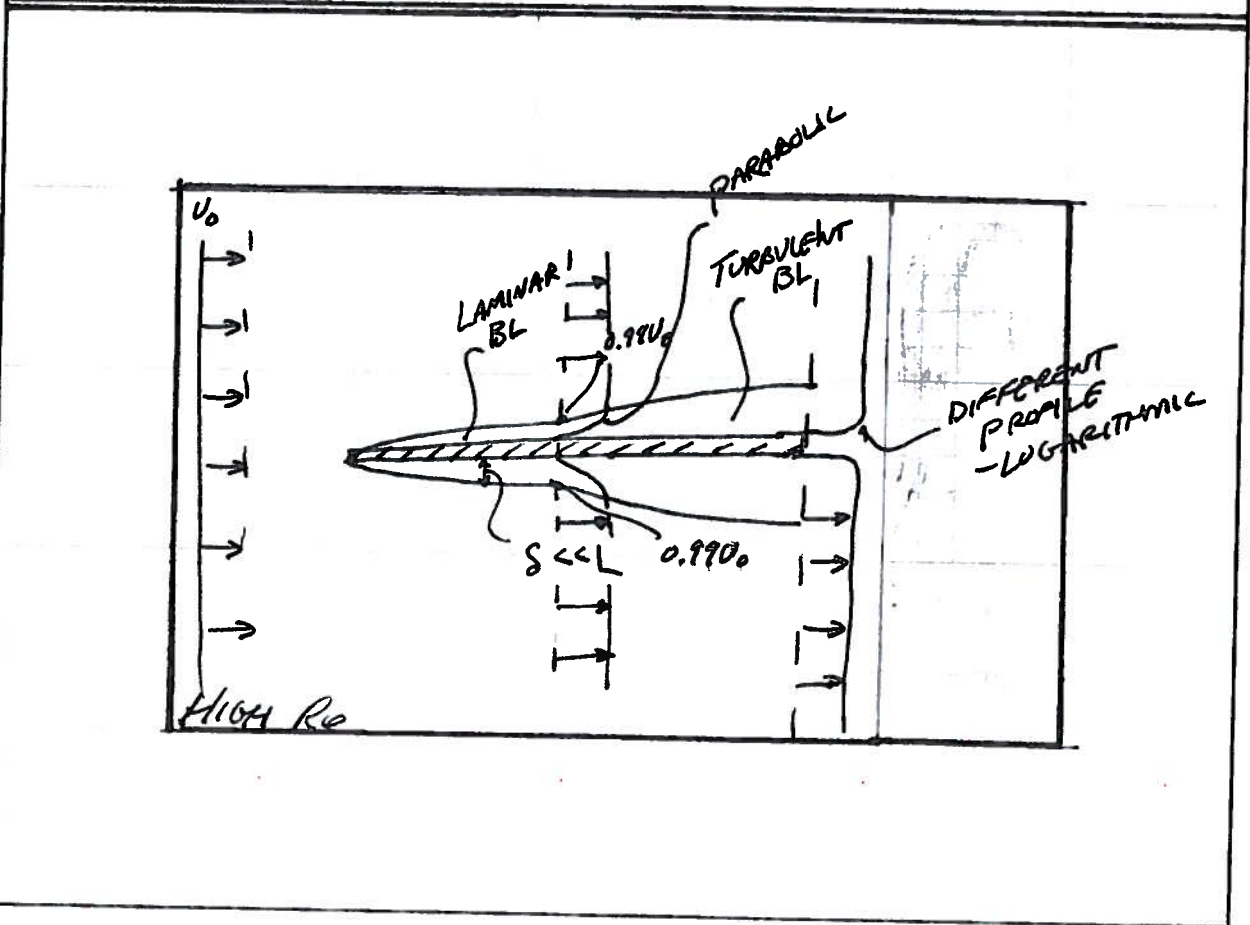 PARABOLIC
U₀
TURBULENT
BL
LAMINAR
BL
0.99U₀
DIFFERENT
PROFILE
-LOGARITHMIC
δ << L
0.99U₀
HIGH Re